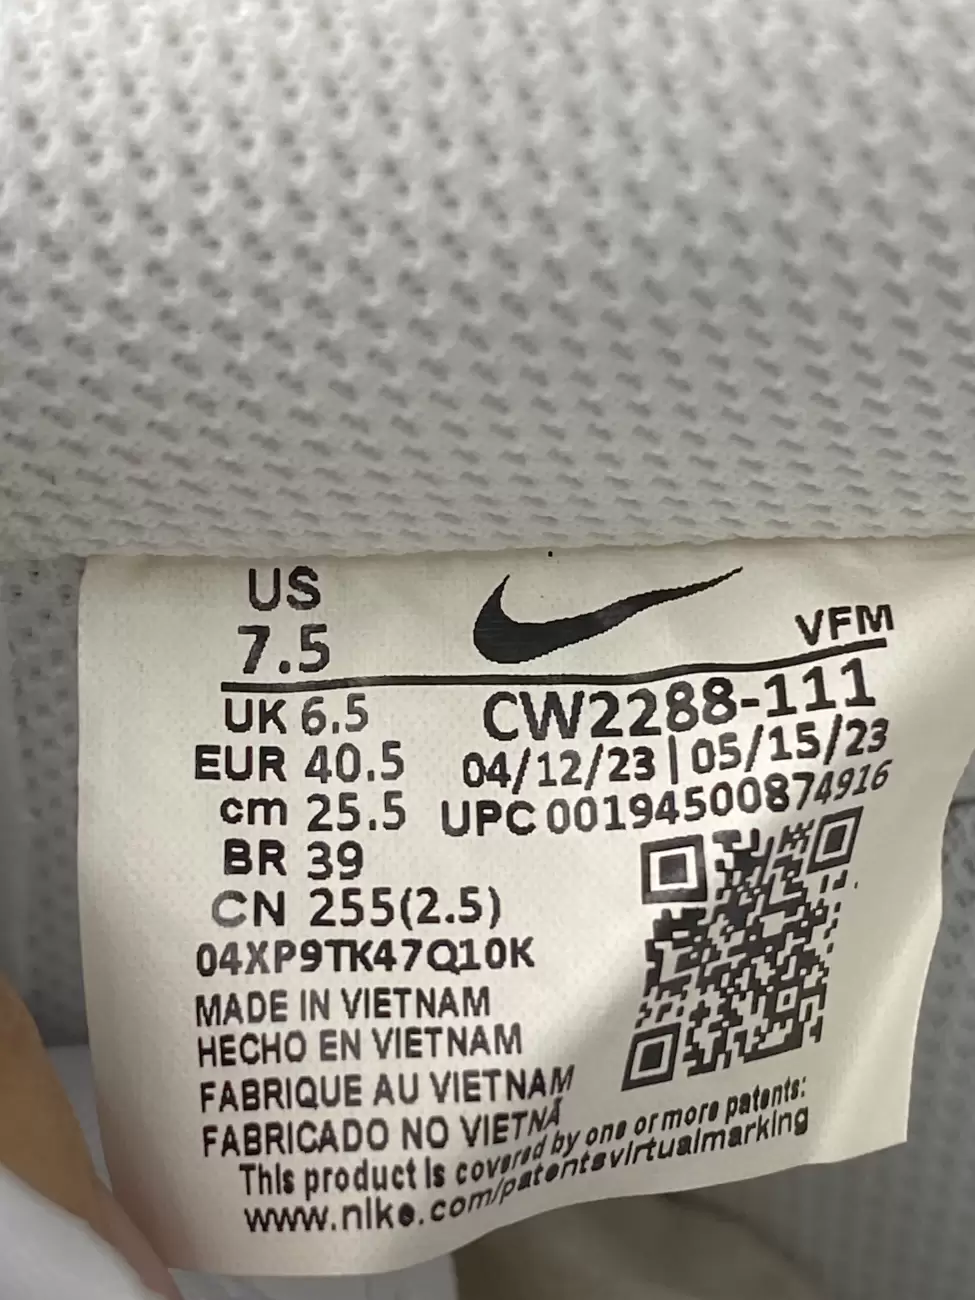 US
7.5
VFM
UK 6.5
CW2288-111
EUR 40.5
04/12/23 | 05/15/23
cm 25.5
UPC 00194500874916
BR 39
CN 255(2.5)
04XP9TK47Q10K
MADE IN VIETNAM
HECHO EN VIETNAM
FABRIQUE AU VIETNAM
FABRICADO NO VIETNÃ
This product is covered by one or more patents:
www.nike.com/patentsvirtualmarking